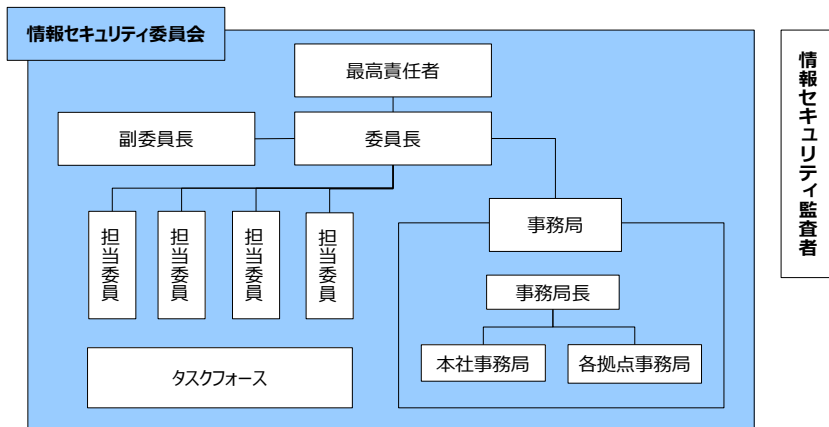 情報セキュリティ委員会
最高責任者
副委員長
委員長
担当委員
担当委員
担当委員
担当委員
事務局
事務局長
本社事務局
各拠点事務局
タスクフォース
情報セキュリティ監査者